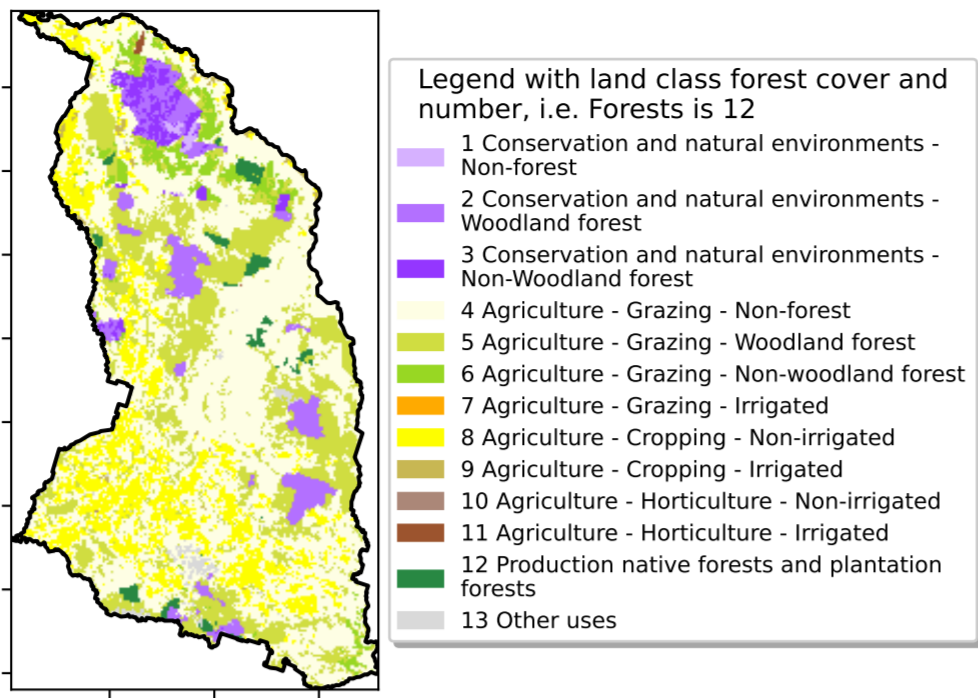 Legend with land class forest cover and
number, i.e. Forests is 12
1 Conservation and natural environments -
Non-forest
2 Conservation and natural environments -
Woodland forest
3 Conservation and natural environments -
Non-Woodland forest
4 Agriculture - Grazing - Non-forest
5 Agriculture - Grazing - Woodland forest
6 Agriculture - Grazing - Non-woodland forest
7 Agriculture - Grazing - Irrigated
8 Agriculture - Cropping - Non-irrigated
9 Agriculture - Cropping - Irrigated
10 Agriculture - Horticulture - Non-irrigated
11 Agriculture - Horticulture - Irrigated
12 Production native forests and plantation
forests
13 Other uses